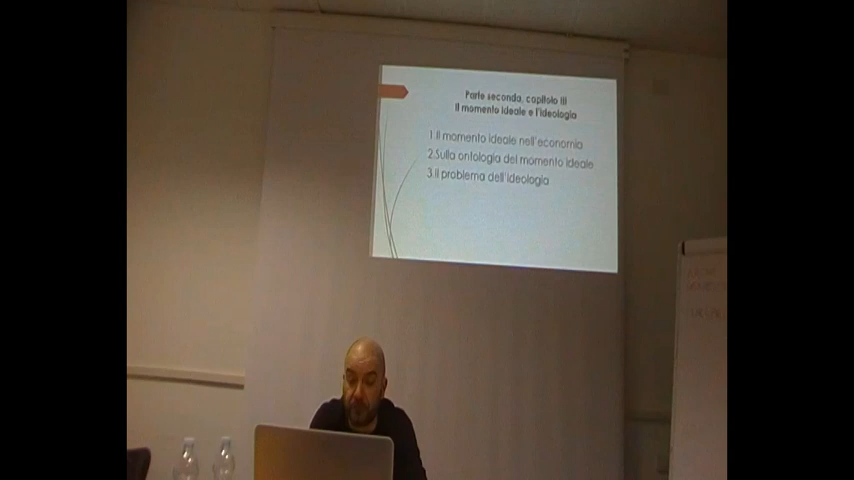 Parte seconda, capitolo III
Il momento ideale e l'ideologia
1.Il momento ideale nell'economia
2.Sulla ontologia del momento ideale
3.Il problema dell'ideologia